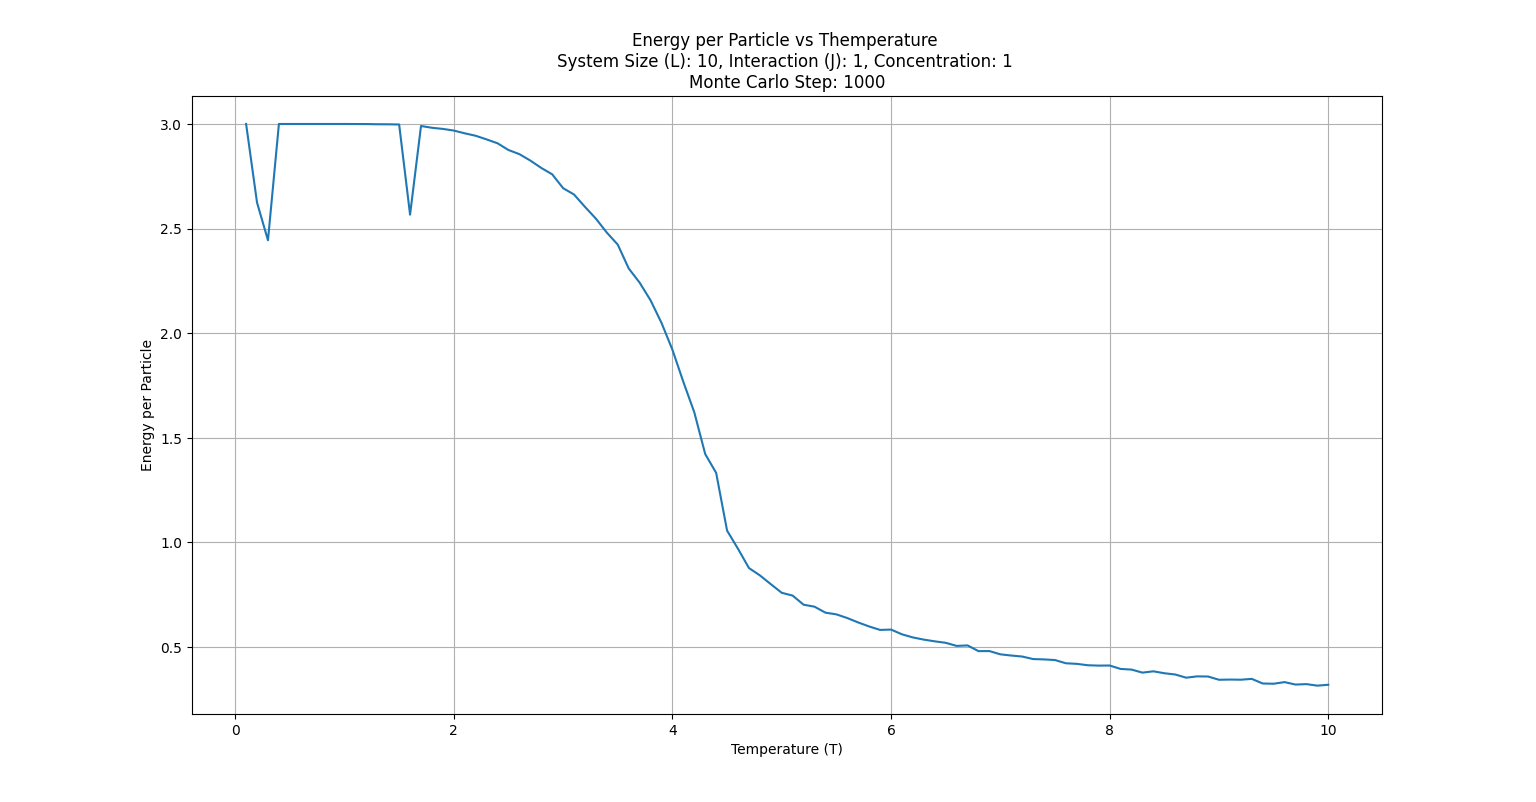 Energy per Particle vs Themperature
System Size (L): 10, Interaction (J): 1, Concentration: 1
Monte Carlo Step: 1000
3.0
2.5
2.0
1.5
1.0
0.5
Energy per Particle
0 2 4 6 8 10
Temperature (T)